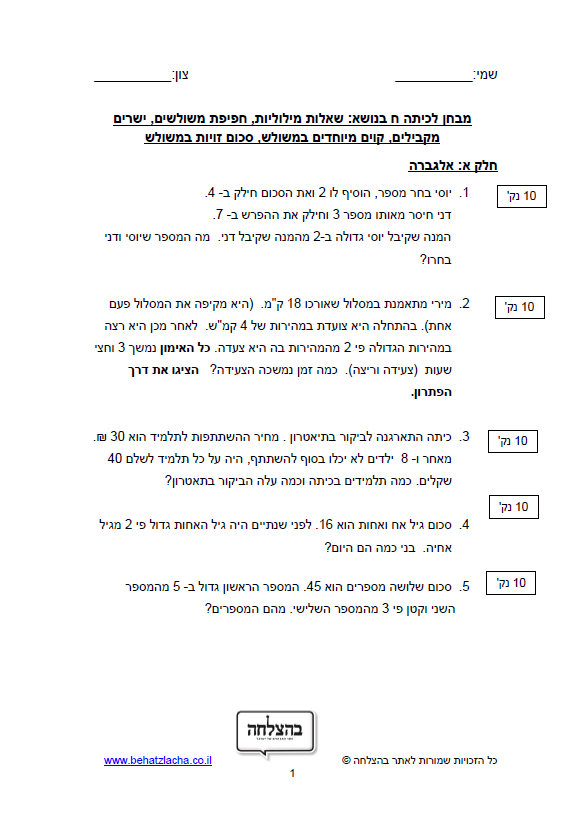 שמי:___________ ציון:___________
מבחן לכיתה ח בנושא: שאלות מילוליות, חפיפת משולשים, ישרים
מקבילים, קוים מיוחדים במשולש, סכום זויות במשולש
חלק א: אלגברה
10 נק'
1. יוסי בחר מספר, הוסיף לו 2 ואת הסכום חילק ב- 4.
דני חיסר מאותו מספר 3 וחילק את ההפרש ב- 7.
המנה שקיבל יוסי גדולה ב-2 מהמנה שקיבל דני. מה המספר שיוסי ודני
בחרו?
10 נק'
2. מירי מתאמנת במסלול שאורכו 18 ק"מ. (היא מקיפה את המסלול פעם
אחת). בהתחלה היא צועדת במהירות של 4 קמ"ש. לאחר מכן היא רצה
במהירות הגדולה פי 2 מהמהירות בה היא צעדה. כל האימון נמשך 3 וחצי
שעות (צעידה וריצה). כמה זמן נמשכה הצעידה? הציגו את דרך
הפתרון.
10 נק'
3. כיתה התארגנה לביקור בתיאטרון . מחיר ההשתתפות לתלמיד הוא 30 ₪.
מאחר ו- 8 ילדים לא יכלו בסוף להשתתף, היה על כל תלמיד לשלם 40
שקלים. כמה תלמידים בכיתה וכמה עלה הביקור בתאטרון?
10 נק'
4. סכום גיל אח ואחות הוא 16. לפני שנתיים היה גיל האחות גדול פי 2 מגיל
אחיה. בני כמה הם היום?
10 נק'
5. סכום שלושה מספרים הוא 45. המספר הראשון גדול ב- 5 מהמספר
השני וקטן פי 3 מהמספר השלישי. מהם המספרים?
בהצלחה
כל הזכויות שמורות לאתר בהצלחה © www.behatzlacha.co.il
1